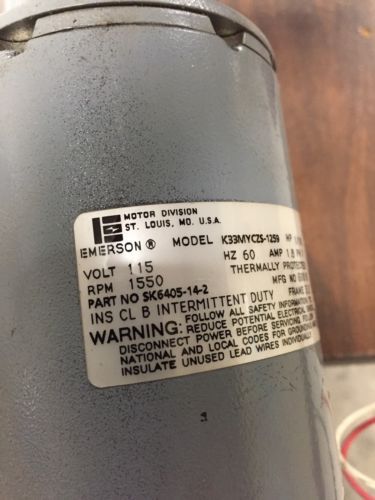 MOTOR DIVISION
ST. LOUIS, MO. U.S.A.
EMERSON ® MODEL K33MYCZS-1259 HP
VOLT 115 HZ 60 AMP 1.9 PH
RPM 1550 THERMALLY PROTECTED
PART NO SK6405-14-2 MFG NO
INS CL B INTERMITTENT DUTY FRAME
WARNING: FOLLOW ALL SAFETY INFORMATION
REDUCE POTENTIAL ELECTRICAL
DISCONNECT POWER BEFORE SERVICING. FOLLOW
NATIONAL AND LOCAL CODES FOR GROUNDING
INSULATE UNUSED LEAD WIRES INDIVIDUALLY